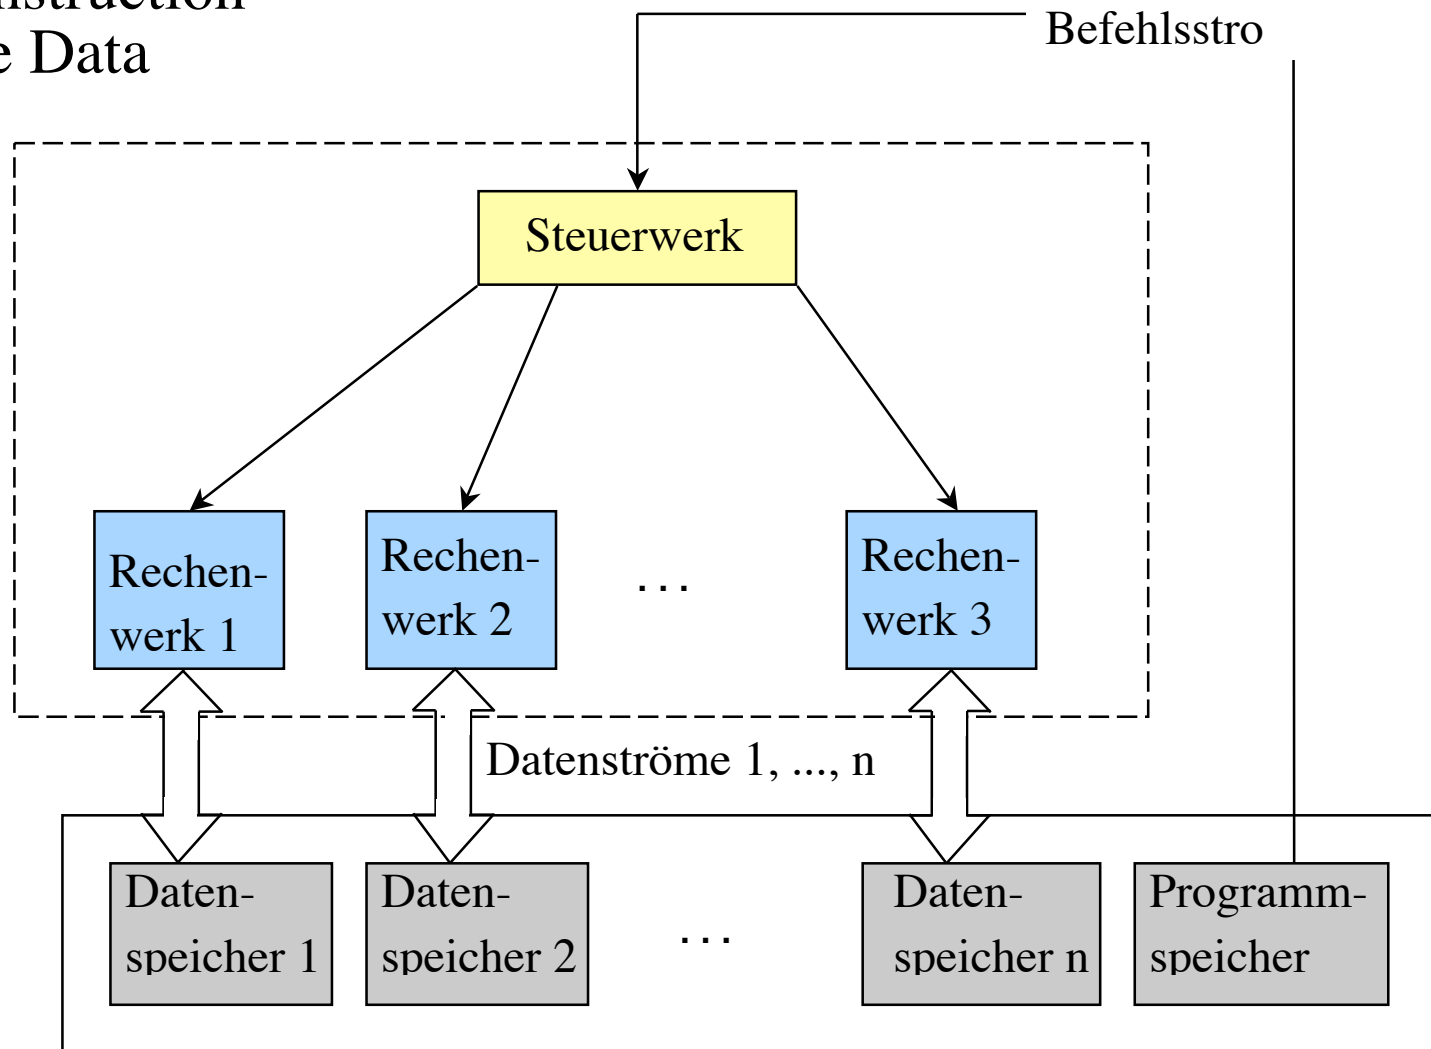 nstruction
e Data
Befehlsstro
Steuerwerk
Rechen-
werk 1
Rechen-
werk 2
. . .
Rechen-
werk 3
Datenströme 1, ..., n
Daten-
speicher 1
Daten-
speicher 2
. . .
Daten-
speicher n
Programm-
speicher